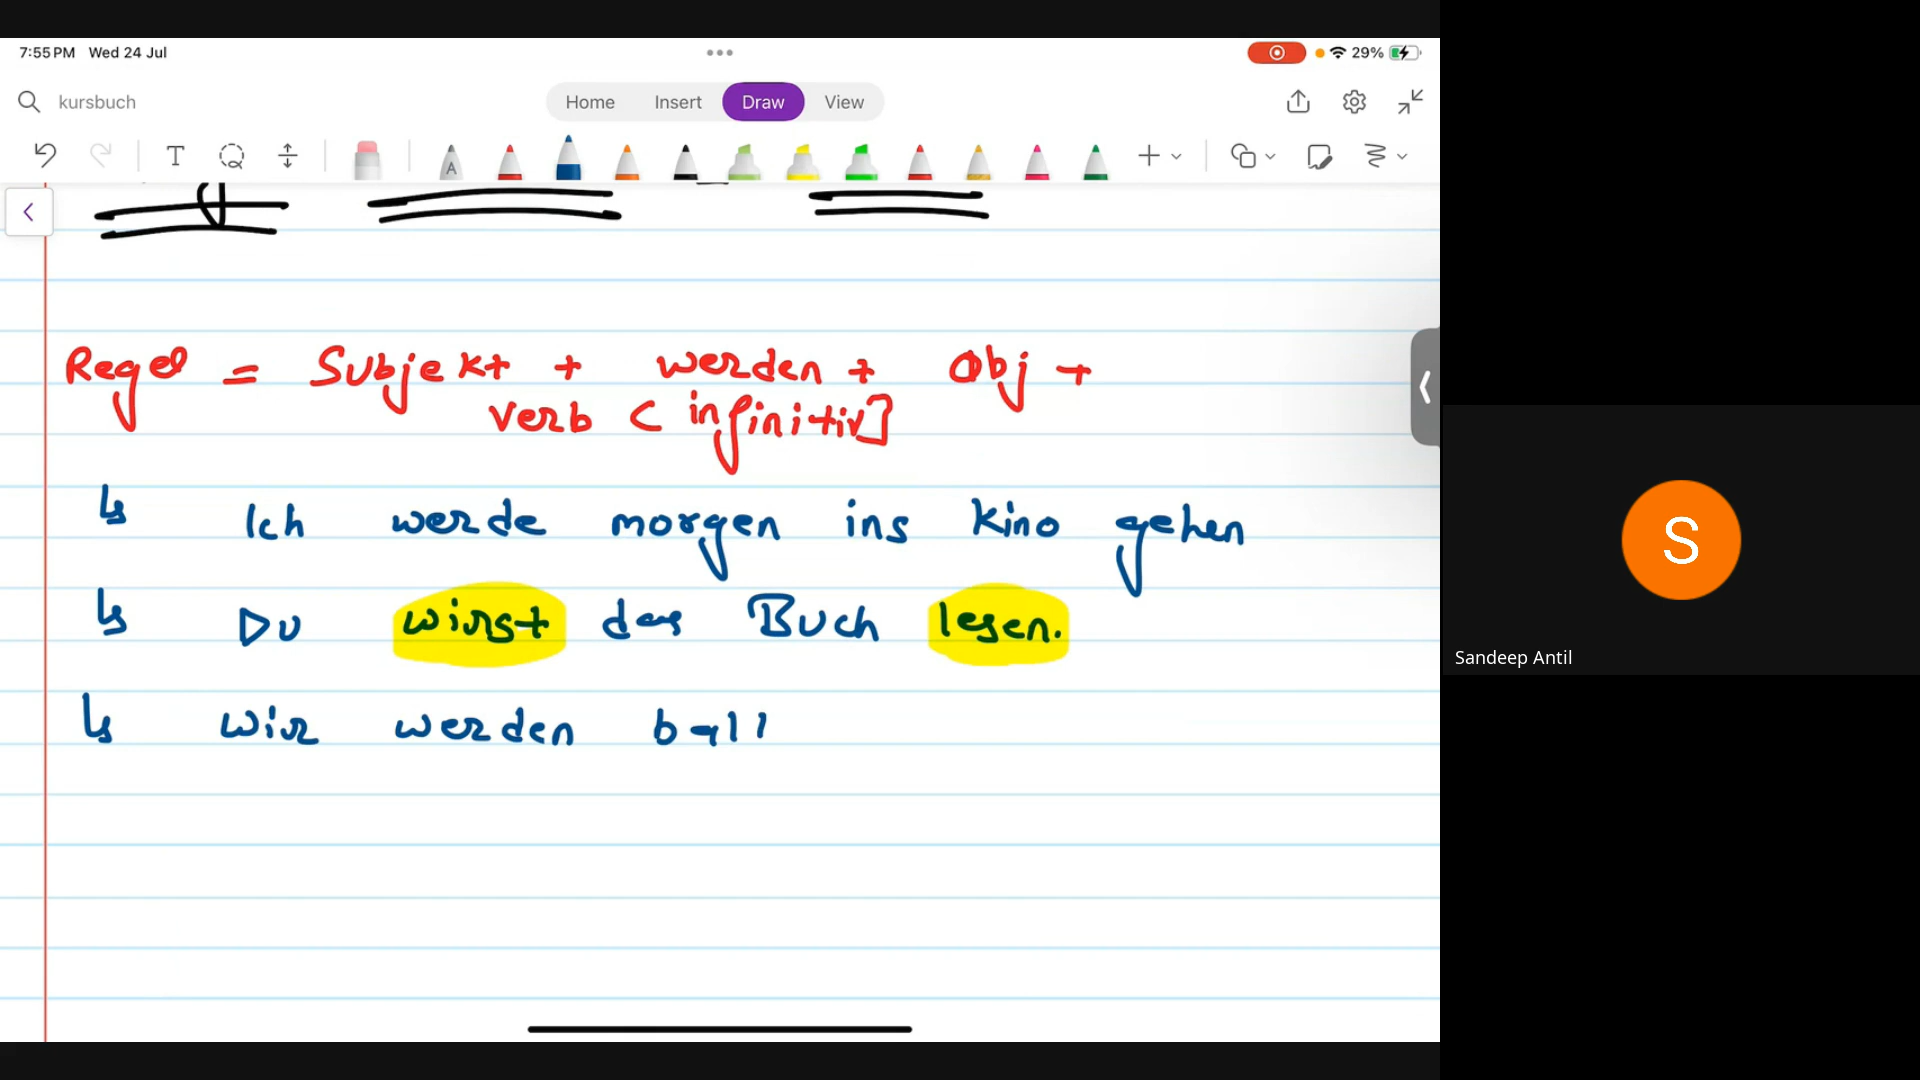 7:55 PM Wed 24 Jul
29%
kursbuch
Home Insert Draw View
T A
Regel = Subjekt + werden + Obj +
verb ( infinitiv]
Ich werde morgen ins Kino gehen
Du wirst das Buch lesen.
wir werden ball
S
Sandeep Antil